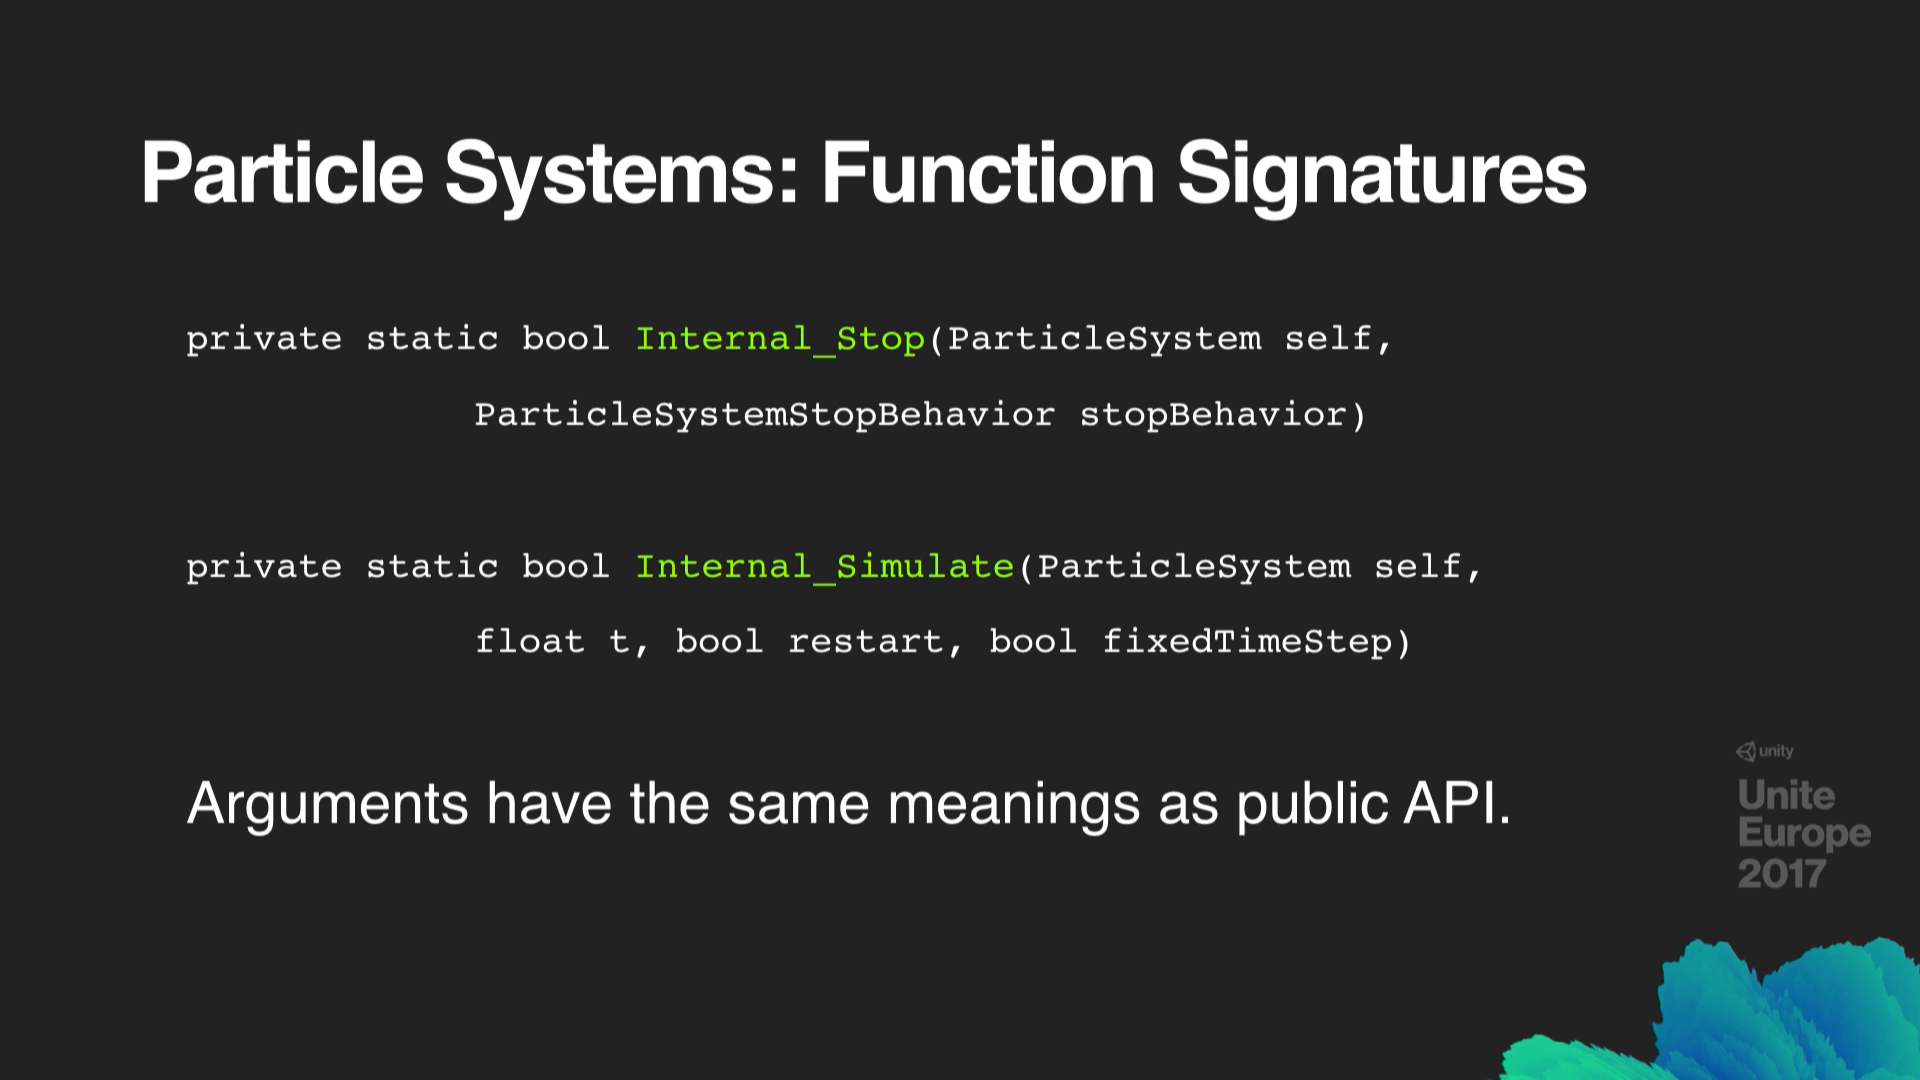 Particle Systems: Function Signatures
private static bool Internal_Stop(ParticleSystem self,
ParticleSystemStopBehavior stopBehavior)
private static bool Internal_Simulate(ParticleSystem self,
float t, bool restart, bool fixedTimeStep)
Arguments have the same meanings as public API.
unity
Unite
Europe
2017